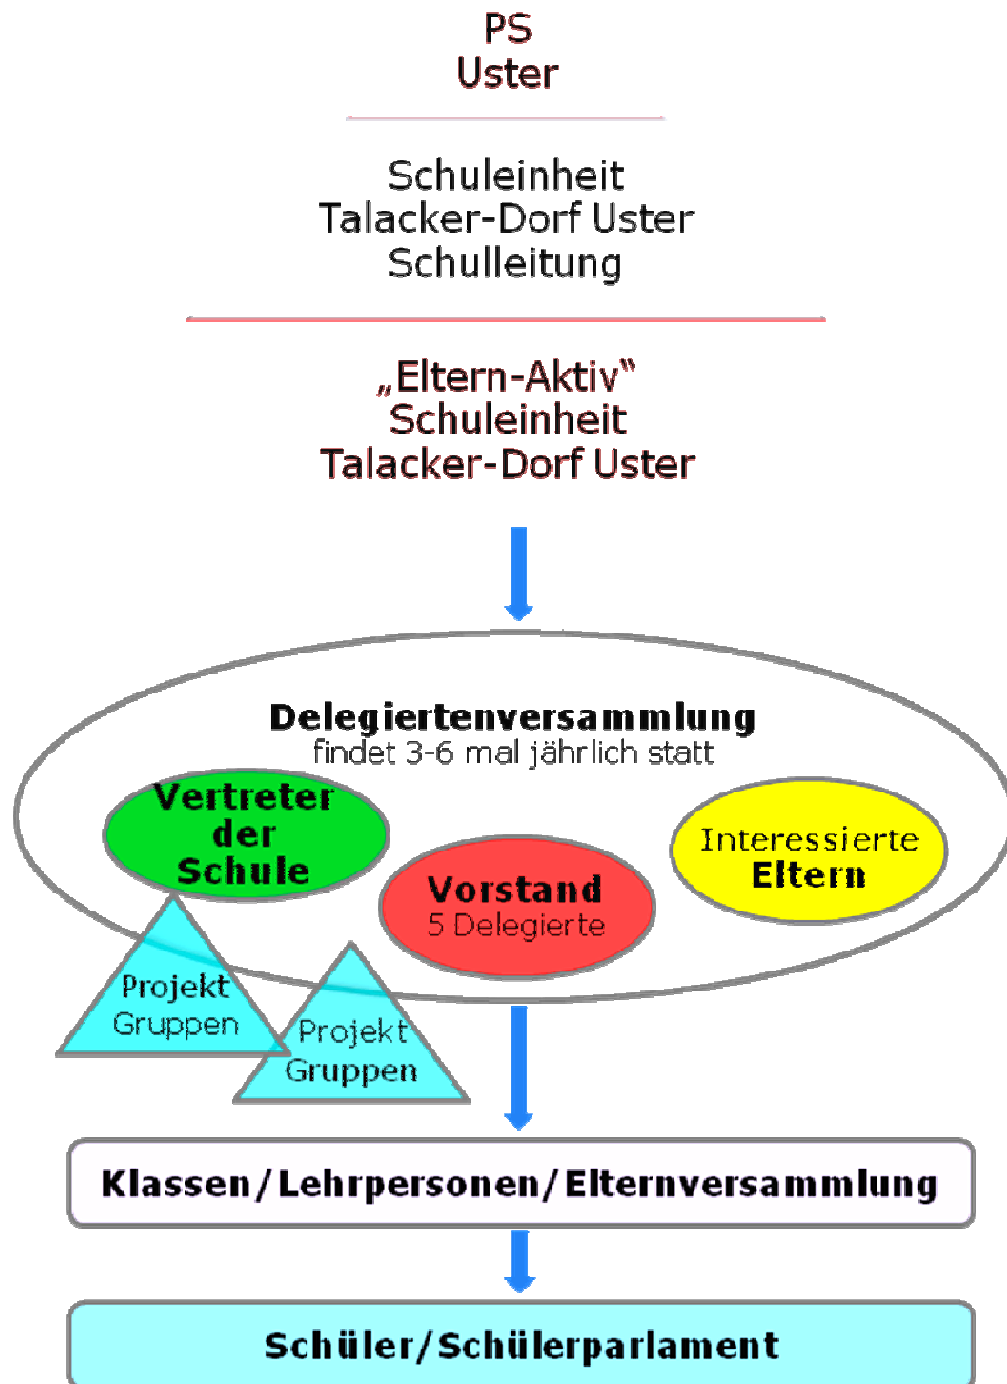 PS
Uster
Schuleinheit
Talacker-Dorf Uster
Schulleitung
„Eltern-Aktiv“
Schuleinheit
Talacker-Dorf Uster
Delegiertenversammlung
findet 3-6 mal jährlich statt
Vertreter
der
Schule
Vorstand
5 Delegierte
Interessierte
Eltern
Projekt
Gruppen
Projekt
Gruppen
Klassen/Lehrpersonen/Elternversammlung
Schüler/Schülerparlament